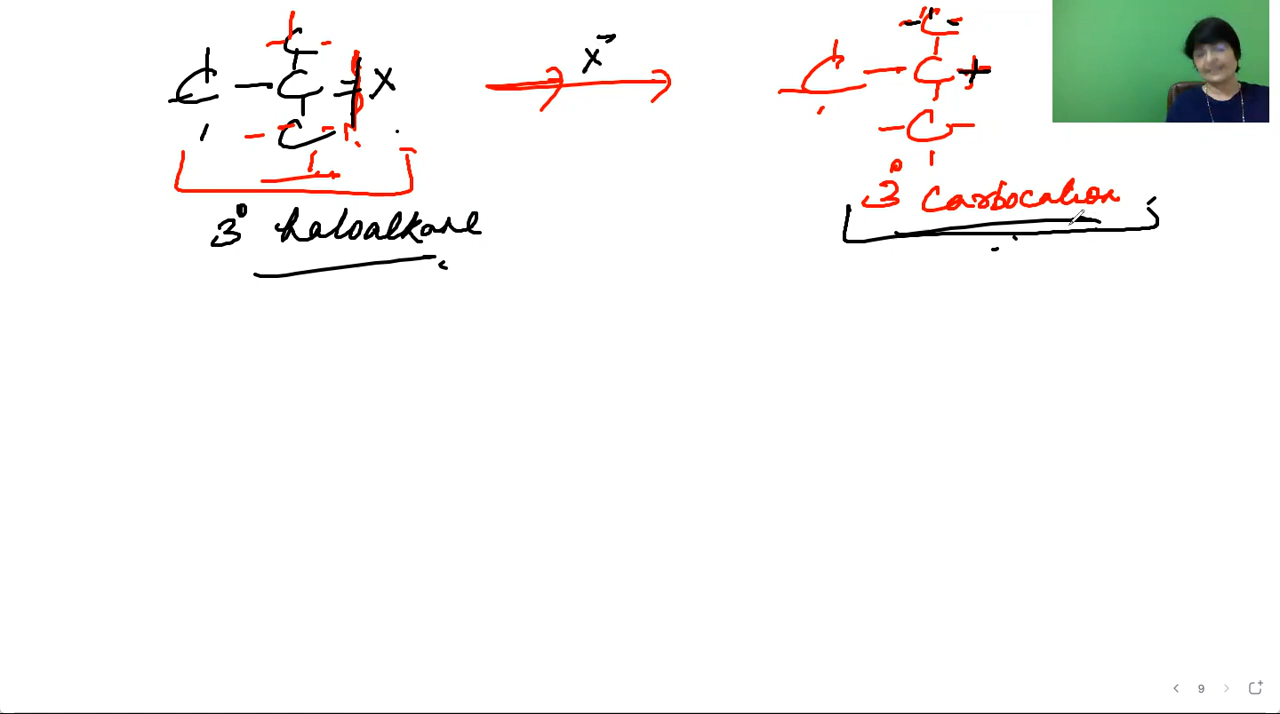 C
C
C – C – X
C
X⁻
C
C – C +
C
3° haloalkane
3° carbocation
9